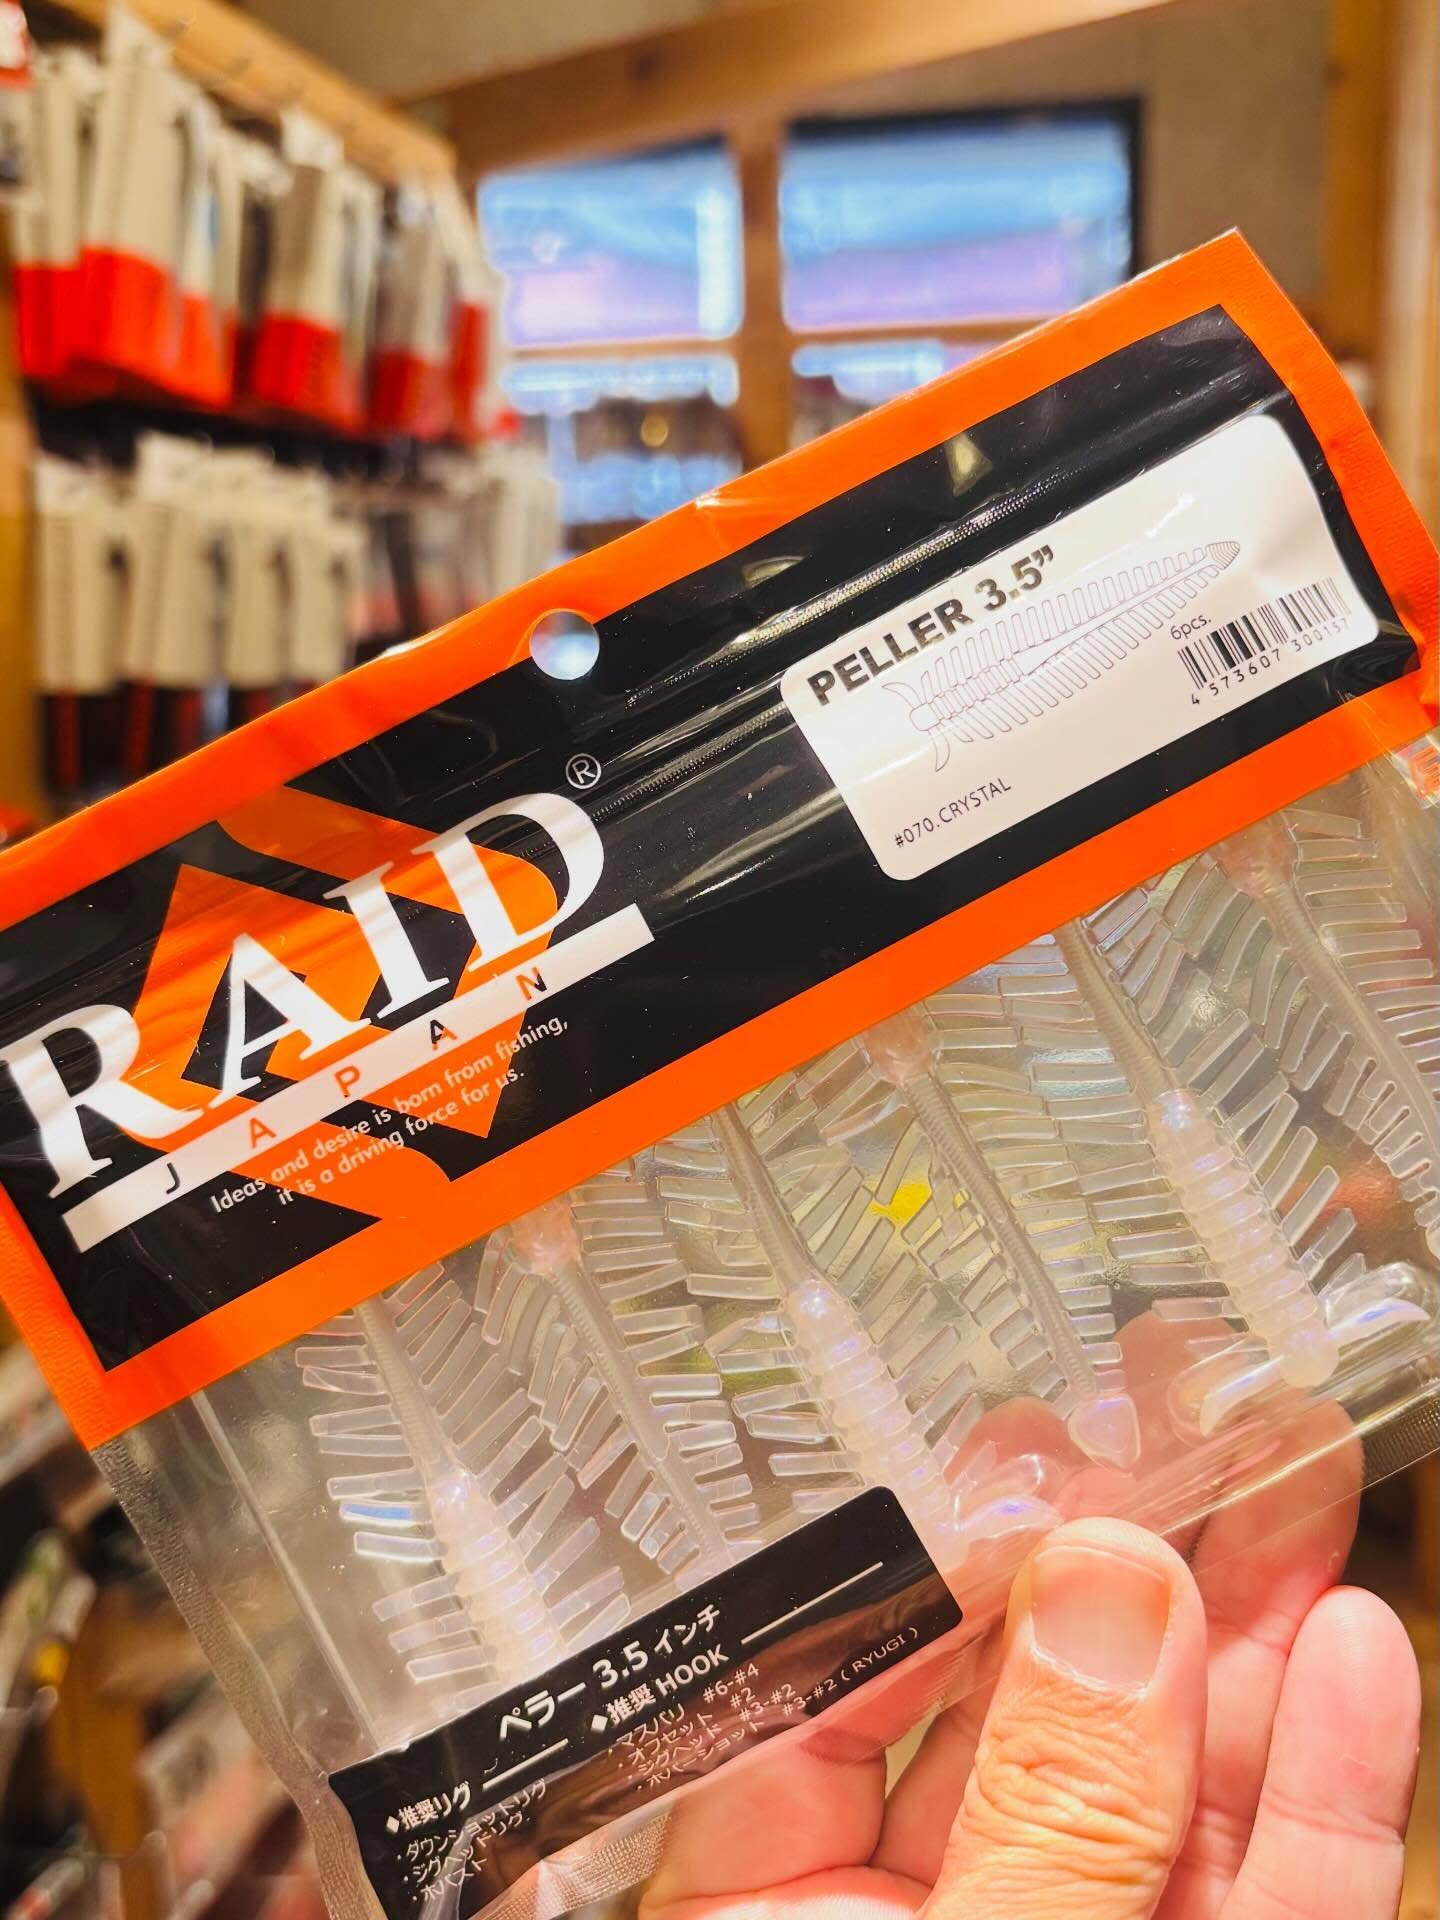 RAID®
JAPAN
Ideas and desire is born from fishing,
it is a driving force for us.
PELLER 3.5”
6pcs.
4 573607 300157
#070.CRYSTAL
ペラー 3.5 インチ
◆推奨リグ
・ダウンショットリグ
・ジグヘッドリグ
・ホバスト
◆推奨 HOOK
・マスバリ #6-#4
・オフセット #2
・ジグヘッド #3-#2
・ホバーショット #3-#2 ( RYUGI )